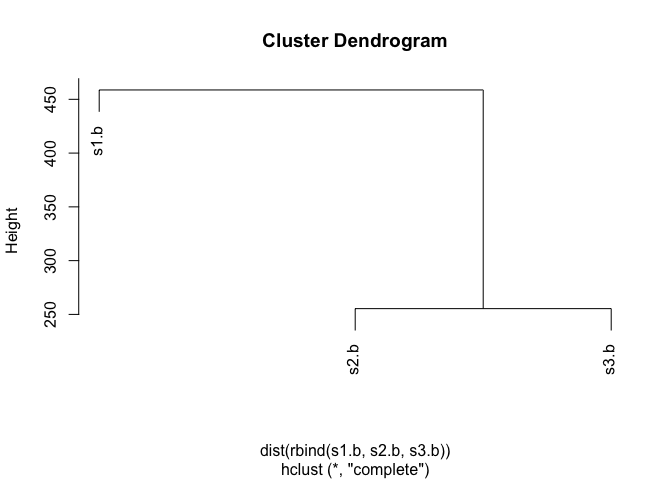 Cluster Dendrogram
Height
450
400
350
300
250
s1.b
s2.b
s3.b
dist(rbind(s1.b, s2.b, s3.b))
hclust (*, "complete")